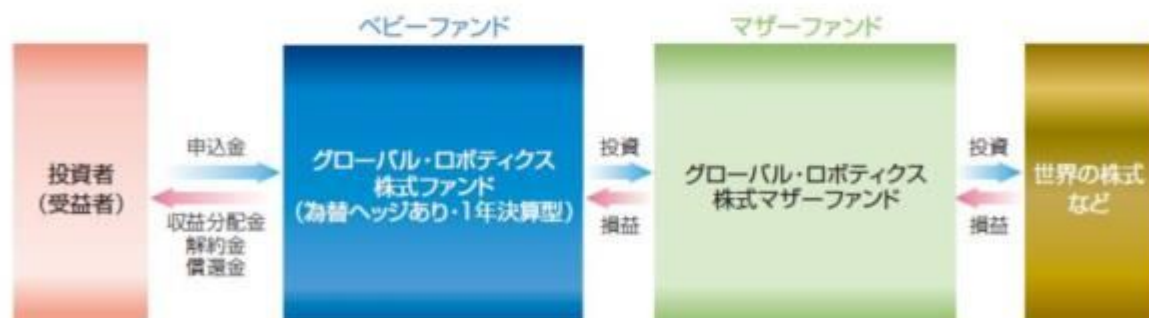 ベビーファンド
マザーファンド
投資者
（受益者）
申込金
収益分配金
解約金
償還金
グローバル・ロボティクス
株式ファンド
（為替ヘッジあり・1年決算型）
投資
損益
グローバル・ロボティクス
株式マザーファンド
投資
損益
世界の株式
など